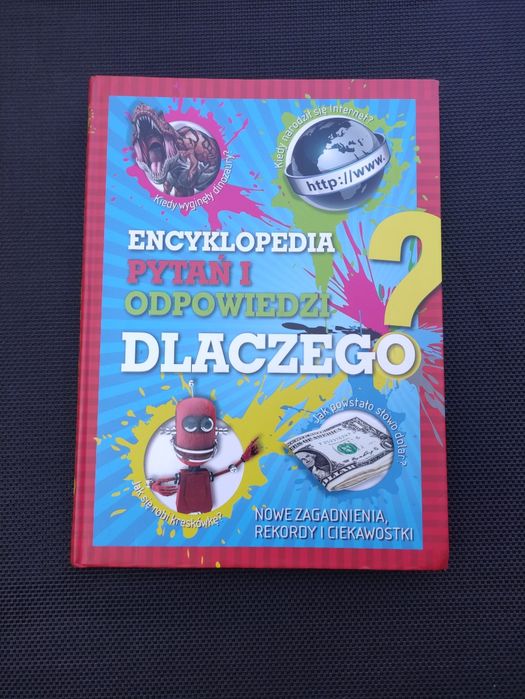 Kiedy wyginęły dinozaury?
Kiedy narodził się Internet?
http://www.
ENCYKLOPEDIA
PYTAŃ I
ODPOWIEDZI
DLACZEGO?
Jak się robi kreskówkę?
Jak powstało słowo dolar?
NOWE ZAGADNIENIA,
REKORDY I CIEKAWOSTKI